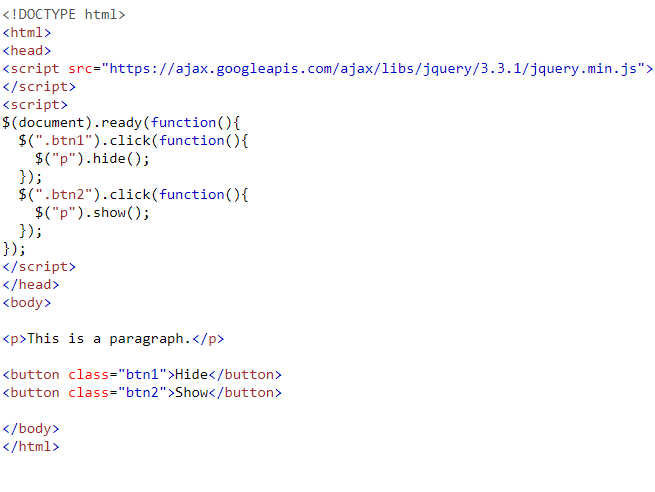 <!DOCTYPE html>
<html>
<head>
<script src="https://ajax.googleapis.com/ajax/libs/jquery/3.3.1/jquery.min.js">
</script>
<script>
$(document).ready(function(){
  $(".btn1").click(function(){
    $("p").hide();
  });
  $(".btn2").click(function(){
    $("p").show();
  });
});
</script>
</head>
<body>
<p>This is a paragraph.</p>
<button class="btn1">Hide</button>
<button class="btn2">Show</button>
</body>
</html>